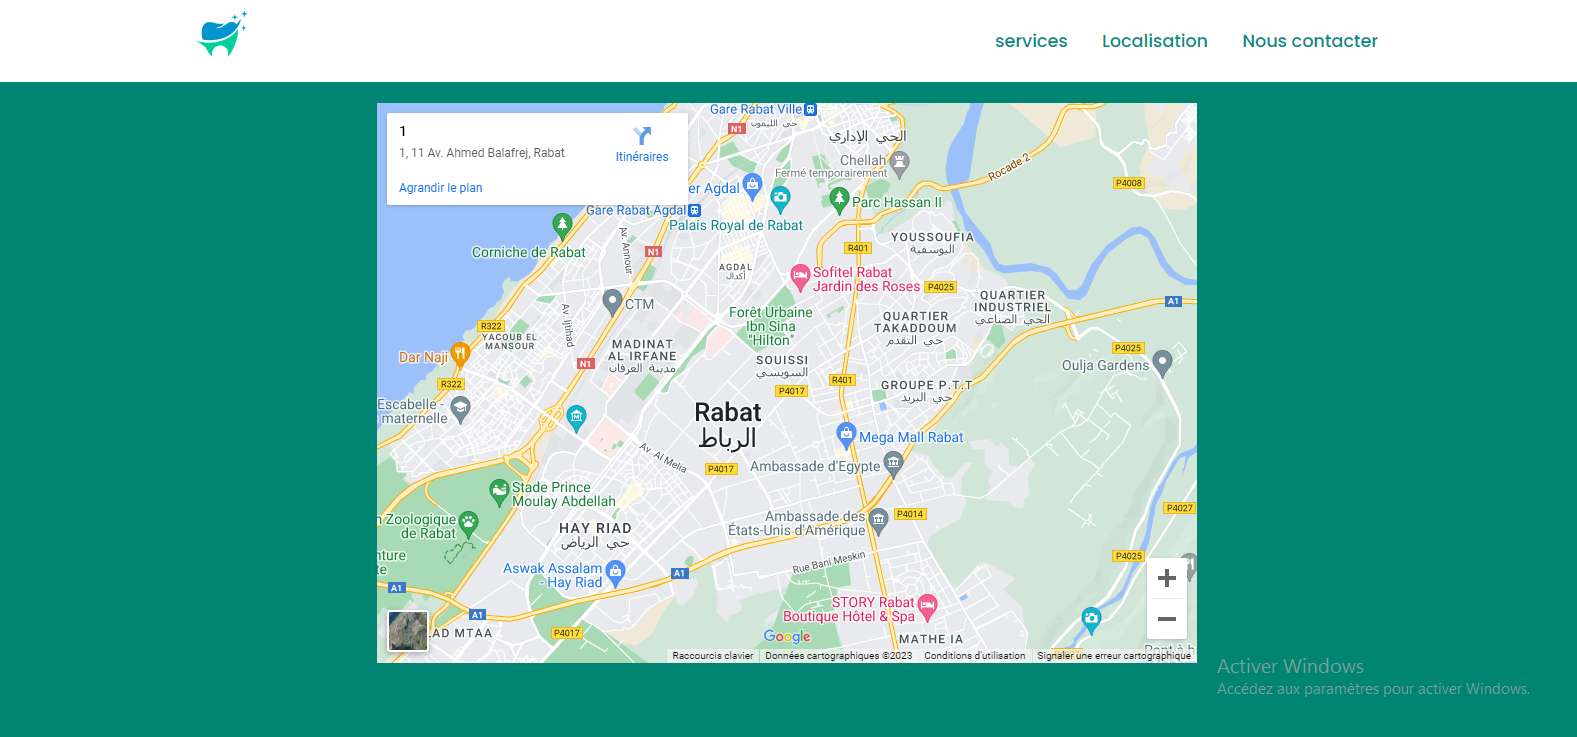 services
Localisation
Nous contacter
1
1, 11 Av. Ahmed Balafrej, Rabat
Itinéraires
Agrandir le plan
Gare Rabat Ville
حي الليمون
N1
الحي الإداري
Chellah
Fermé temporairement
Rocade 2
P4008
er Agdal
Parc Hassan II
Gare Rabat Agdal
Palais Royal de Rabat
Corniche de Rabat
Av. Annour
N1
R401
YOUSSOUFIA
اليوسفية
AGDAL
أكدال
Sofitel Rabat
Jardin des Roses
P4025
QUARTIER
INDUSTRIEL
الحي الصناعي
A1
CTM
Av. Ijtihad
Forêt Urbaine
Ibn Sina
"Hilton"
QUARTIER
TAKADDOUM
حي التقدم
R322
YACOUB EL
MANSOUR
MADINAT
AL IRFANE
مدينة العرفان
SOUISSI
السويسي
P4025
Oulja Gardens
Dar Naji
N1
R322
R401
P4017
GROUPE P.T.T
حي البريد
Escabelle -
maternelle
Rabat
الرباط
Mega Mall Rabat
Av. Al Melia
P4017
Ambassade d'Egypte
Stade Prince
Moulay Abdellah
n Zoologique
de Rabat
HAY RIAD
حي الرياض
Ambassade des
États-Unis d'Amérique
P4014
P4027
nture
te
P4025
Rue Bani Meskin
Aswak Assalam
- Hay Riad
A1
A1
A1
STORY Rabat
Boutique Hôtel & Spa
LAD MTAA
P4017
Google
MATHE IA
Raccourcis clavier
Données cartographiques ©2023
Conditions d'utilisation
Signaler une erreur cartographique
Activer Windows
Accédez aux paramètres pour activer Windows.